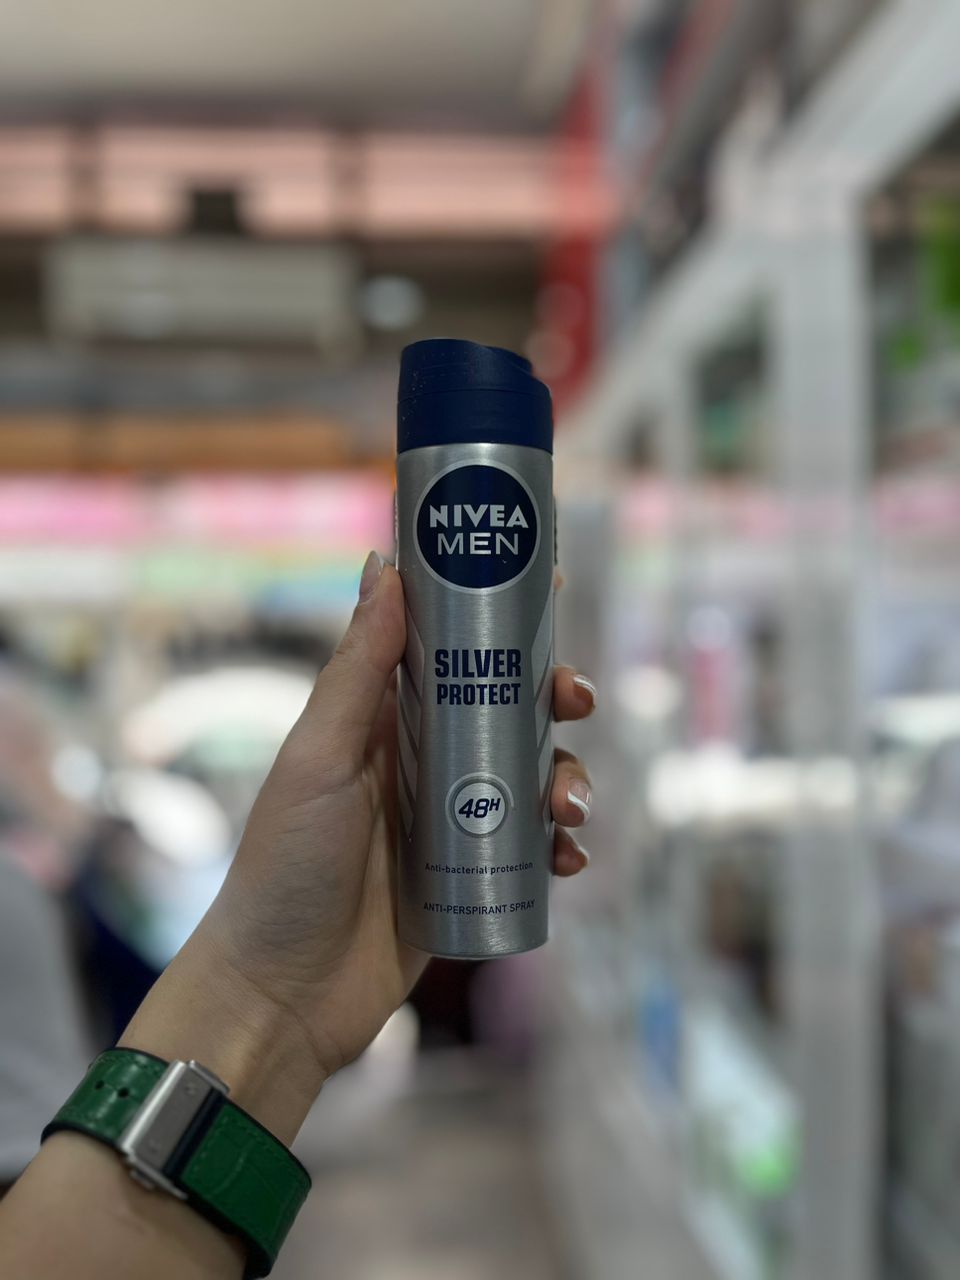 NIVEA
MEN
SILVER
PROTECT
48H
Anti-bacterial protection
ANTI-PERSPIRANT SPRAY